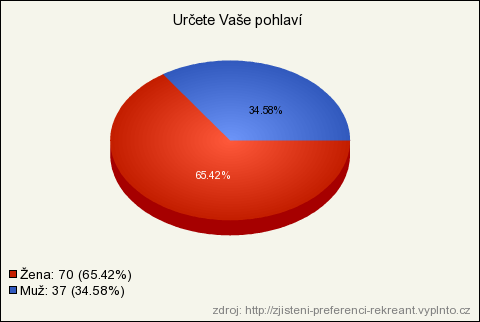 Určete Vaše pohlaví
34.58%
65.42%
Žena: 70 (65.42%)
Muž: 37 (34.58%)
zdroj: http://zjisteni-preferenci-rekreant.vyplnto.cz